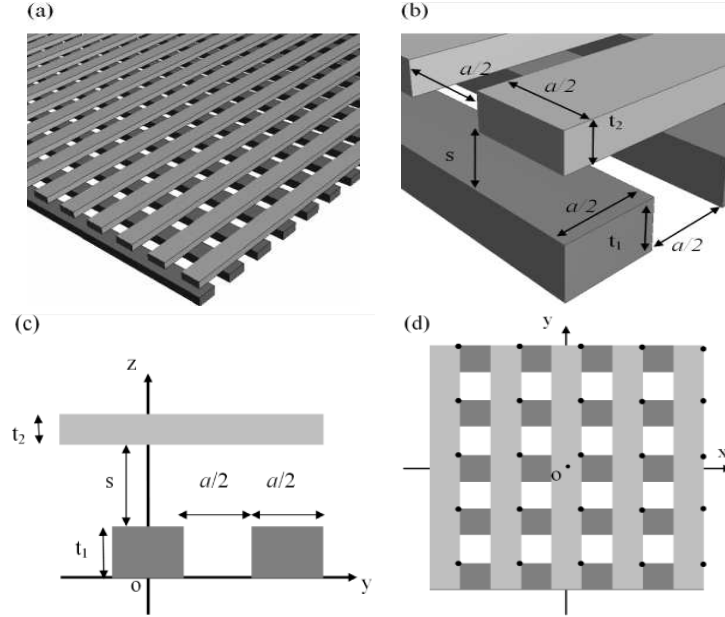 (a)
(b)
a/2
a/2
t₂
s
a/2
t₁
a/2
(c)
z
t₂
s
a/2
a/2
t₁
o
y
(d)
y
x
o